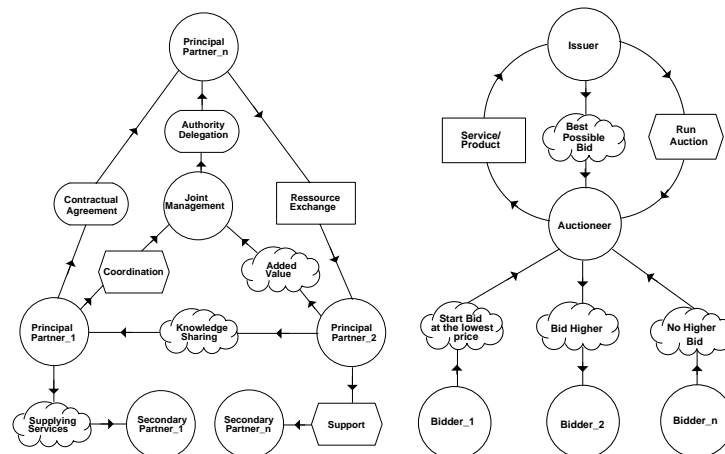 Principal
Partner_n
Authority
Delegation
Contractual
Agreement
Joint
Management
Ressource
Exchange
Coordination
Added
Value
Principal
Partner_1
Knowledge
Sharing
Principal
Partner_2
Supplying
Services
Secondary
Partner_1
Secondary
Partner_n
Support
Issuer
Service/
Product
Best
Possible
Bid
Run
Auction
Auctioneer
Start Bid
at the lowest
price
Bid Higher
No Higher
Bid
Bidder_1
Bidder_2
Bidder_n